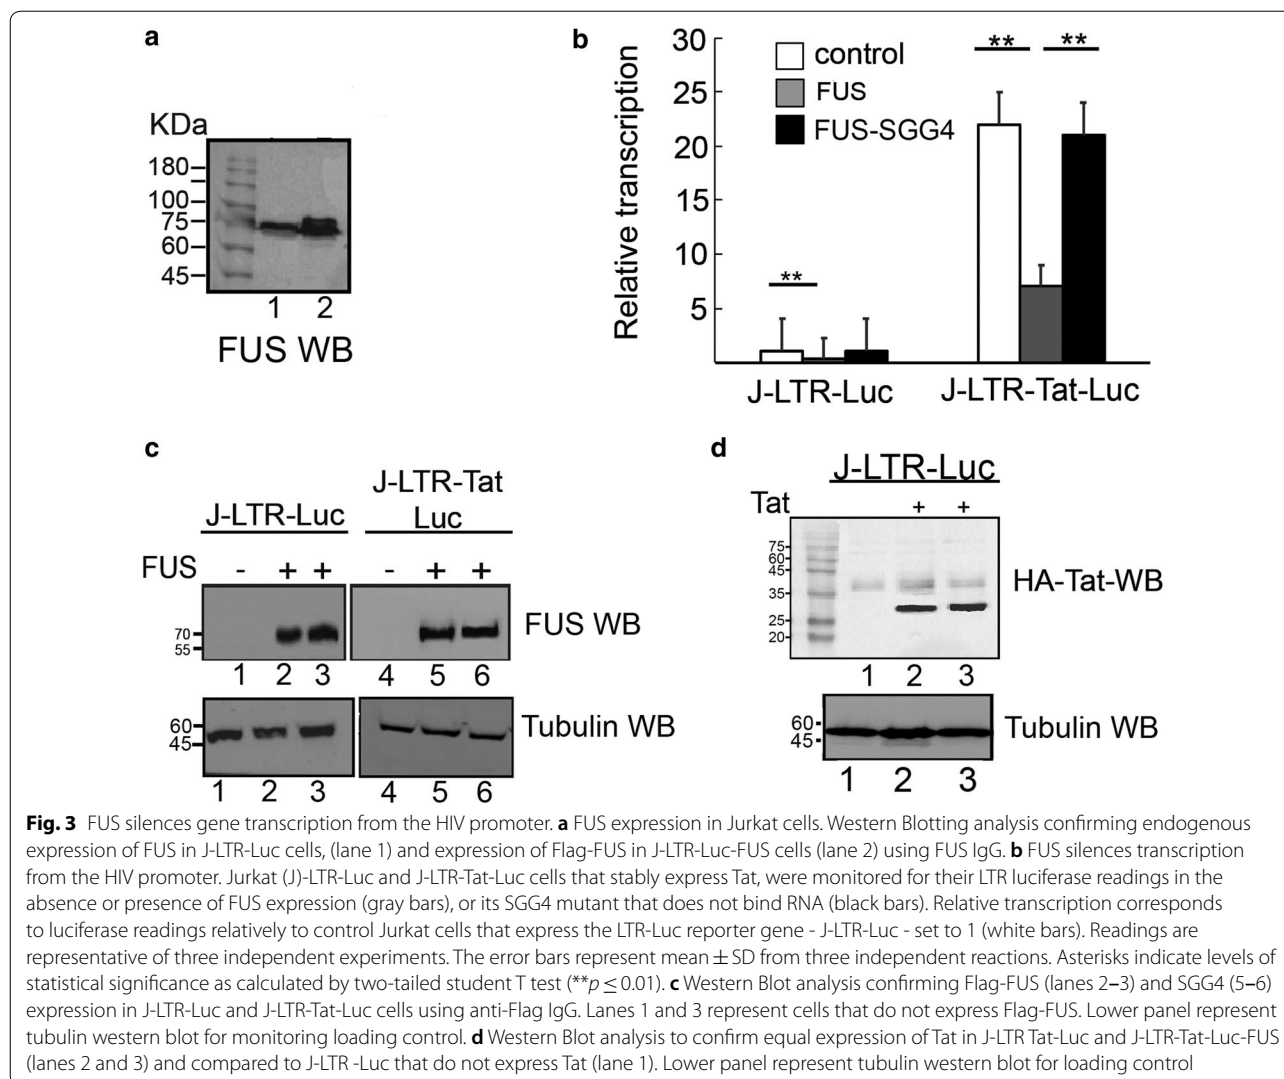 a
KDa
180
100
75
60
45
1 2
FUS WB
b
Relative transcription
30
25
20
15
10
5
control
FUS
FUS-SGG4
**
** **
J-LTR-Luc J-LTR-Tat-Luc
c
J-LTR-Luc
J-LTR-Tat
Luc
FUS - + + - + +
70
55
FUS WB
1 2 3 4 5 6
60
45
Tubulin WB
1 2 3 4 5 6
d
J-LTR-Luc
Tat + +
75
60
45
35
25
20
HA-Tat-WB
1 2 3
60
45
Tubulin WB
1 2 3
Fig. 3 FUS silences gene transcription from the HIV promoter. a FUS expression in Jurkat cells. Western Blotting analysis confirming endogenous
expression of FUS in J-LTR-Luc cells, (lane 1) and expression of Flag-FUS in J-LTR-Luc-FUS cells (lane 2) using FUS IgG. b FUS silences transcription
from the HIV promoter. Jurkat (J)-LTR-Luc and J-LTR-Tat-Luc cells that stably express Tat, were monitored for their LTR luciferase readings in the
absence or presence of FUS expression (gray bars), or its SGG4 mutant that does not bind RNA (black bars). Relative transcription corresponds
to luciferase readings relatively to control Jurkat cells that express the LTR-Luc reporter gene - J-LTR-Luc - set to 1 (white bars). Readings are
representative of three independent experiments. The error bars represent mean ± SD from three independent reactions. Asterisks indicate levels of
statistical significance as calculated by two-tailed student T test (**p ≤ 0.01). c Western Blot analysis confirming Flag-FUS (lanes 2–3) and SGG4 (5–6)
expression in J-LTR-Luc and J-LTR-Tat-Luc cells using anti-Flag IgG. Lanes 1 and 3 represent cells that do not express Flag-FUS. Lower panel represent
tubulin western blot for monitoring loading control. d Western Blot analysis to confirm equal expression of Tat in J-LTR Tat-Luc and J-LTR-Tat-Luc-FUS
(lanes 2 and 3) and compared to J-LTR -Luc that do not express Tat (lane 1). Lower panel represent tubulin western blot for loading control